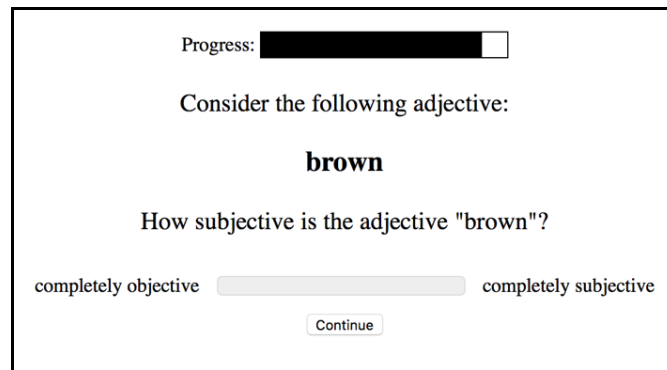 Progress:
Consider the following adjective:
brown
How subjective is the adjective "brown"?
completely objective completely subjective
Continue